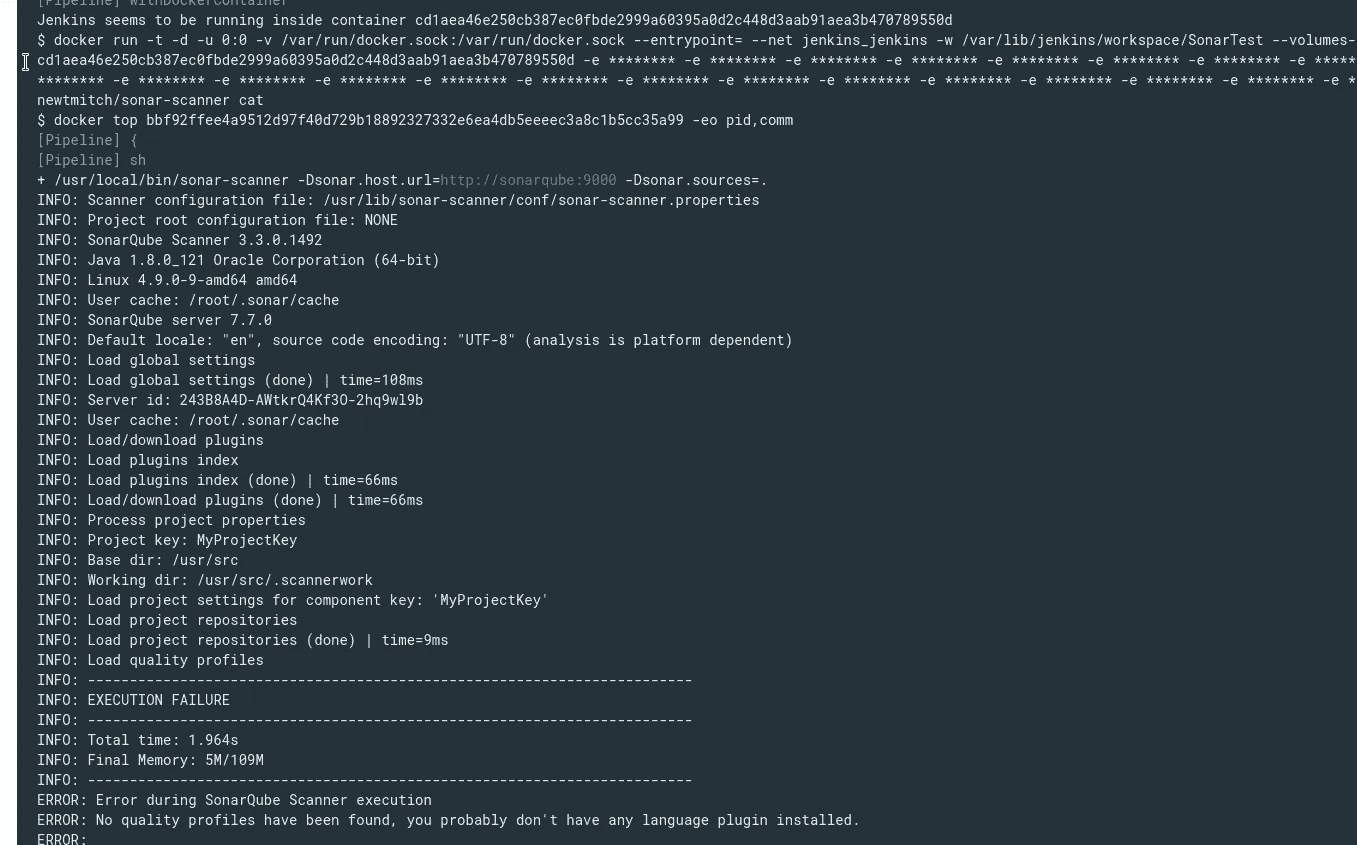 [Pipeline] withDockerContainer
Jenkins seems to be running inside container cd1aea46e250cb387ec0fbde2999a60395a0d2c448d3aab91aea3b470789550d
$ docker run -t -d -u 0:0 -v /var/run/docker.sock:/var/run/docker.sock --entrypoint= --net jenkins_jenkins -w /var/lib/jenkins/workspace/SonarTest --volumes-
cd1aea46e250cb387ec0fbde2999a60395a0d2c448d3aab91aea3b470789550d -e ******** -e ******** -e ******** -e ******** -e ******** -e ******** -e ******** -e *****
******** -e ******** -e ******** -e ******** -e ******** -e ******** -e ******** -e ******** -e ******** -e ******** -e ******** -e ******** -e ******** -e *
newtmitch/sonar-scanner cat
$ docker top bbf92ffee4a9512d97f40d729b18892327332e6ea4db5eeeec3a8c1b5cc35a99 -eo pid,comm
[Pipeline] {
[Pipeline] sh
+ /usr/local/bin/sonar-scanner -Dsonar.host.url=http://sonarqube:9000 -Dsonar.sources=.
INFO: Scanner configuration file: /usr/lib/sonar-scanner/conf/sonar-scanner.properties
INFO: Project root configuration file: NONE
INFO: SonarQube Scanner 3.3.0.1492
INFO: Java 1.8.0_121 Oracle Corporation (64-bit)
INFO: Linux 4.9.0-9-amd64 amd64
INFO: User cache: /root/.sonar/cache
INFO: SonarQube server 7.7.0
INFO: Default locale: "en", source code encoding: "UTF-8" (analysis is platform dependent)
INFO: Load global settings
INFO: Load global settings (done) | time=108ms
INFO: Server id: 243B8A4D-AWtkrQ4Kf3O-2hq9wl9b
INFO: User cache: /root/.sonar/cache
INFO: Load/download plugins
INFO: Load plugins index
INFO: Load plugins index (done) | time=66ms
INFO: Load/download plugins (done) | time=66ms
INFO: Process project properties
INFO: Project key: MyProjectKey
INFO: Base dir: /usr/src
INFO: Working dir: /usr/src/.scannerwork
INFO: Load project settings for component key: 'MyProjectKey'
INFO: Load project repositories
INFO: Load project repositories (done) | time=9ms
INFO: Load quality profiles
INFO: ------------------------------------------------------------------------
INFO: EXECUTION FAILURE
INFO: ------------------------------------------------------------------------
INFO: Total time: 1.964s
INFO: Final Memory: 5M/109M
INFO: ------------------------------------------------------------------------
ERROR: Error during SonarQube Scanner execution
ERROR: No quality profiles have been found, you probably don't have any language plugin installed.
ERROR: